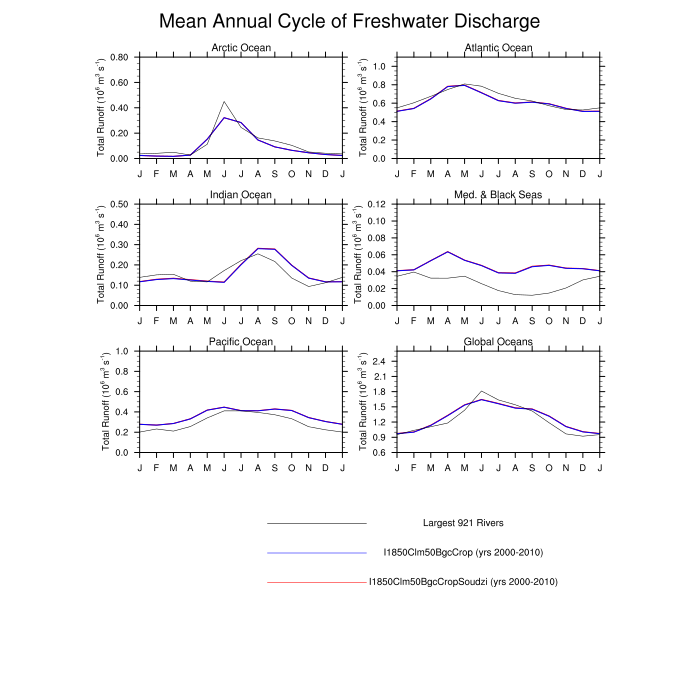 Mean Annual Cycle of Freshwater Discharge
Arctic Ocean
Total Runoff (10⁶ m³ s⁻¹)
0.80
0.60
0.40
0.20
0.00
J F M A M J J A S O N D J
Atlantic Ocean
Total Runoff (10⁶ m³ s⁻¹)
1.0
0.8
0.6
0.4
0.2
0.0
J F M A M J J A S O N D J
Indian Ocean
Total Runoff (10⁶ m³ s⁻¹)
0.50
0.40
0.30
0.20
0.10
0.00
J F M A M J J A S O N D J
Med. & Black Seas
Total Runoff (10⁶ m³ s⁻¹)
0.12
0.10
0.08
0.06
0.04
0.02
0.00
J F M A M J J A S O N D J
Pacific Ocean
Total Runoff (10⁶ m³ s⁻¹)
1.0
0.8
0.6
0.4
0.2
0.0
J F M A M J J A S O N D J
Global Oceans
Total Runoff (10⁶ m³ s⁻¹)
2.4
2.1
1.8
1.5
1.2
0.9
0.6
J F M A M J J A S O N D J
Largest 921 Rivers
I1850Clm50BgcCrop (yrs 2000-2010)
I1850Clm50BgcCropSoudzi (yrs 2000-2010)